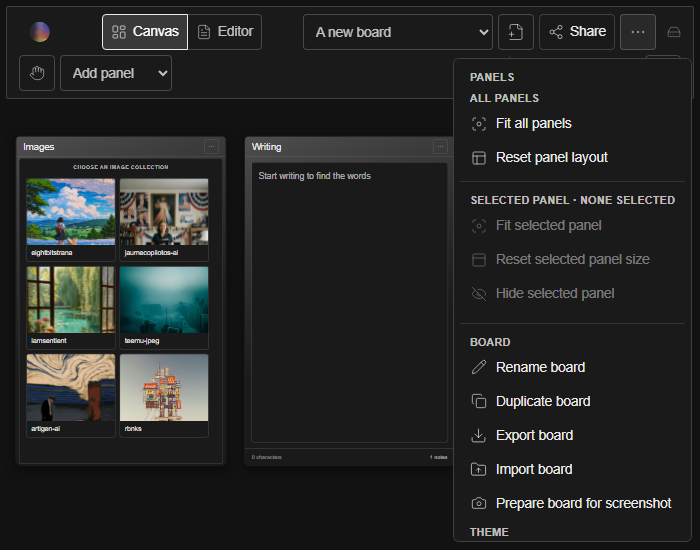 Canvas
Editor
A new board
Share
Add panel
PANELS
ALL PANELS
Fit all panels
Reset panel layout
SELECTED PANEL • NONE SELECTED
Fit selected panel
Reset selected panel size
Hide selected panel
BOARD
Rename board
Duplicate board
Export board
Import board
Prepare board for screenshot
THEME
Images
CHOOSE AN IMAGE COLLECTION
eightbitstrana
jaumecopilotos-ai
iamsentient
teemu-jpeg
artigen-ai
rbnks
Writing
Start writing to find the words
0 characters
1 notes